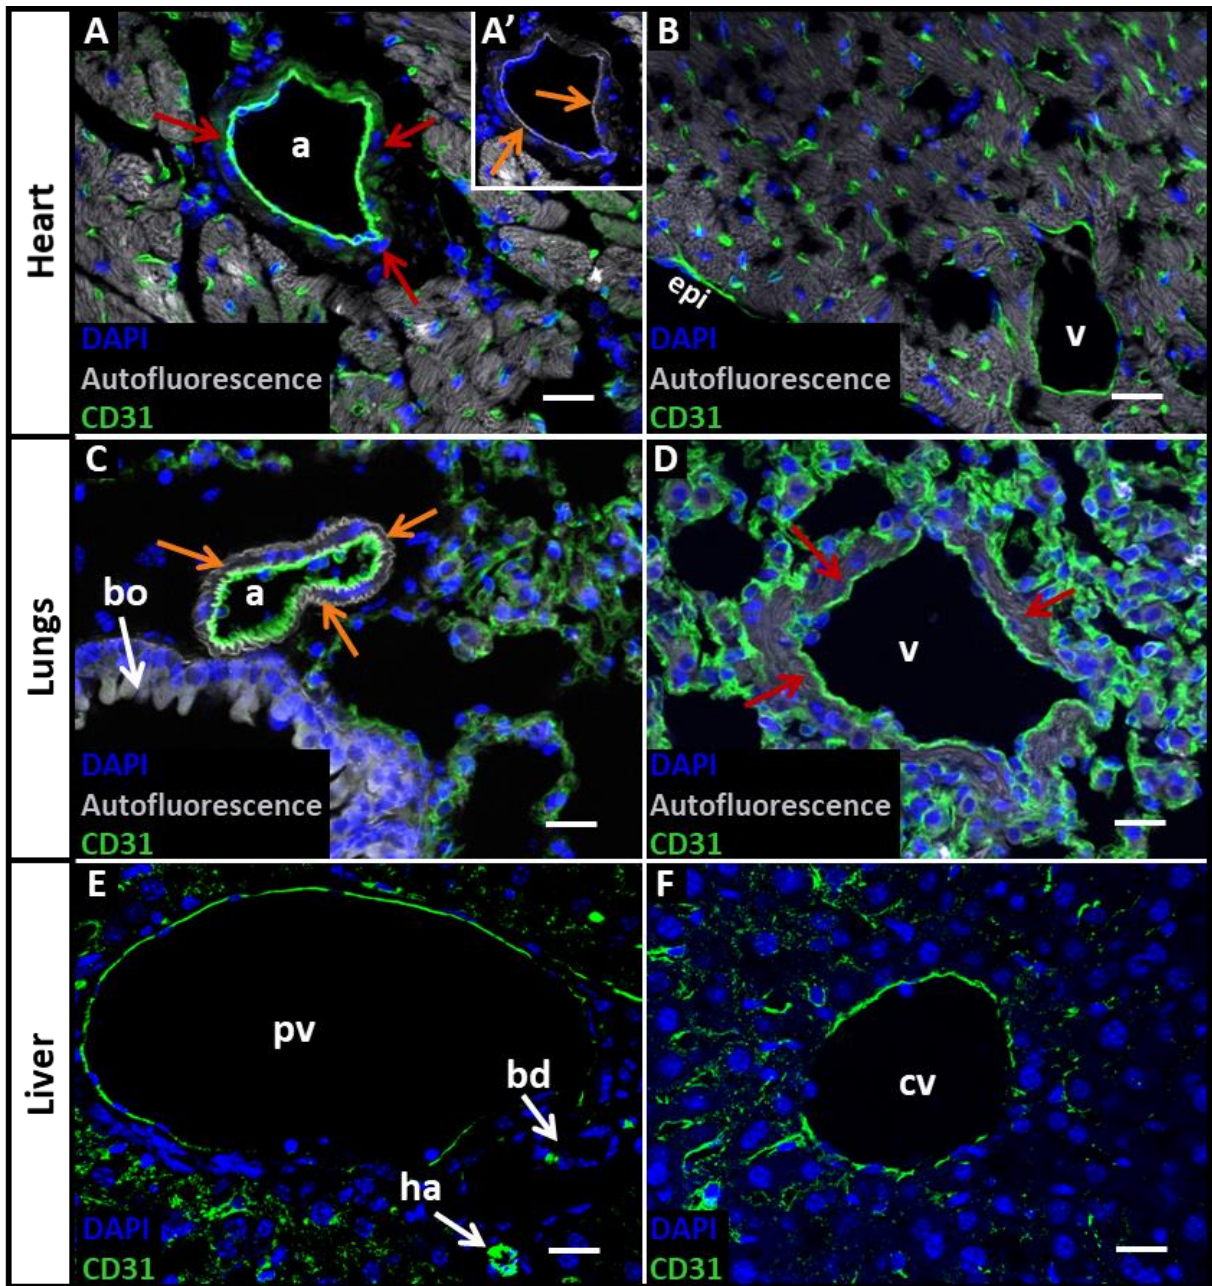 Heart
A
a
A'
DAPI
Autofluorescence
CD31
B
epi
v
DAPI
Autofluorescence
CD31
Lungs
C
a
bo
DAPI
Autofluorescence
CD31
D
v
DAPI
Autofluorescence
CD31
Liver
E
pv
bd
ha
DAPI
CD31
F
cv
DAPI
CD31